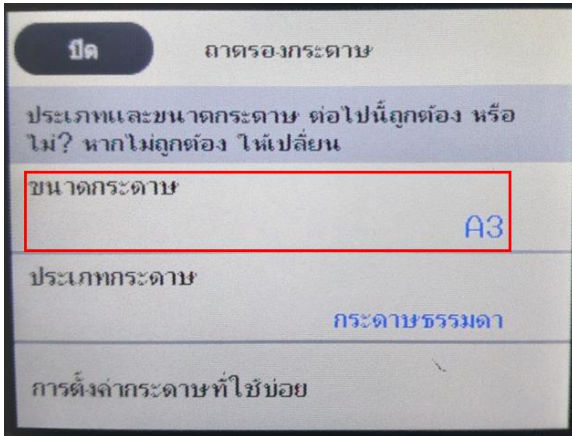 ปิด ถาดรองกระดาษ
ประเภทและขนาดกระดาษ ต่อไปนี้ถูกต้อง หรือ
ไม่? หากไม่ถูกต้อง ให้เปลี่ยน
ขนาดกระดาษ
A3
ประเภทกระดาษ
กระดาษธรรมดา
การตั้งค่ากระดาษที่ใช้บ่อย